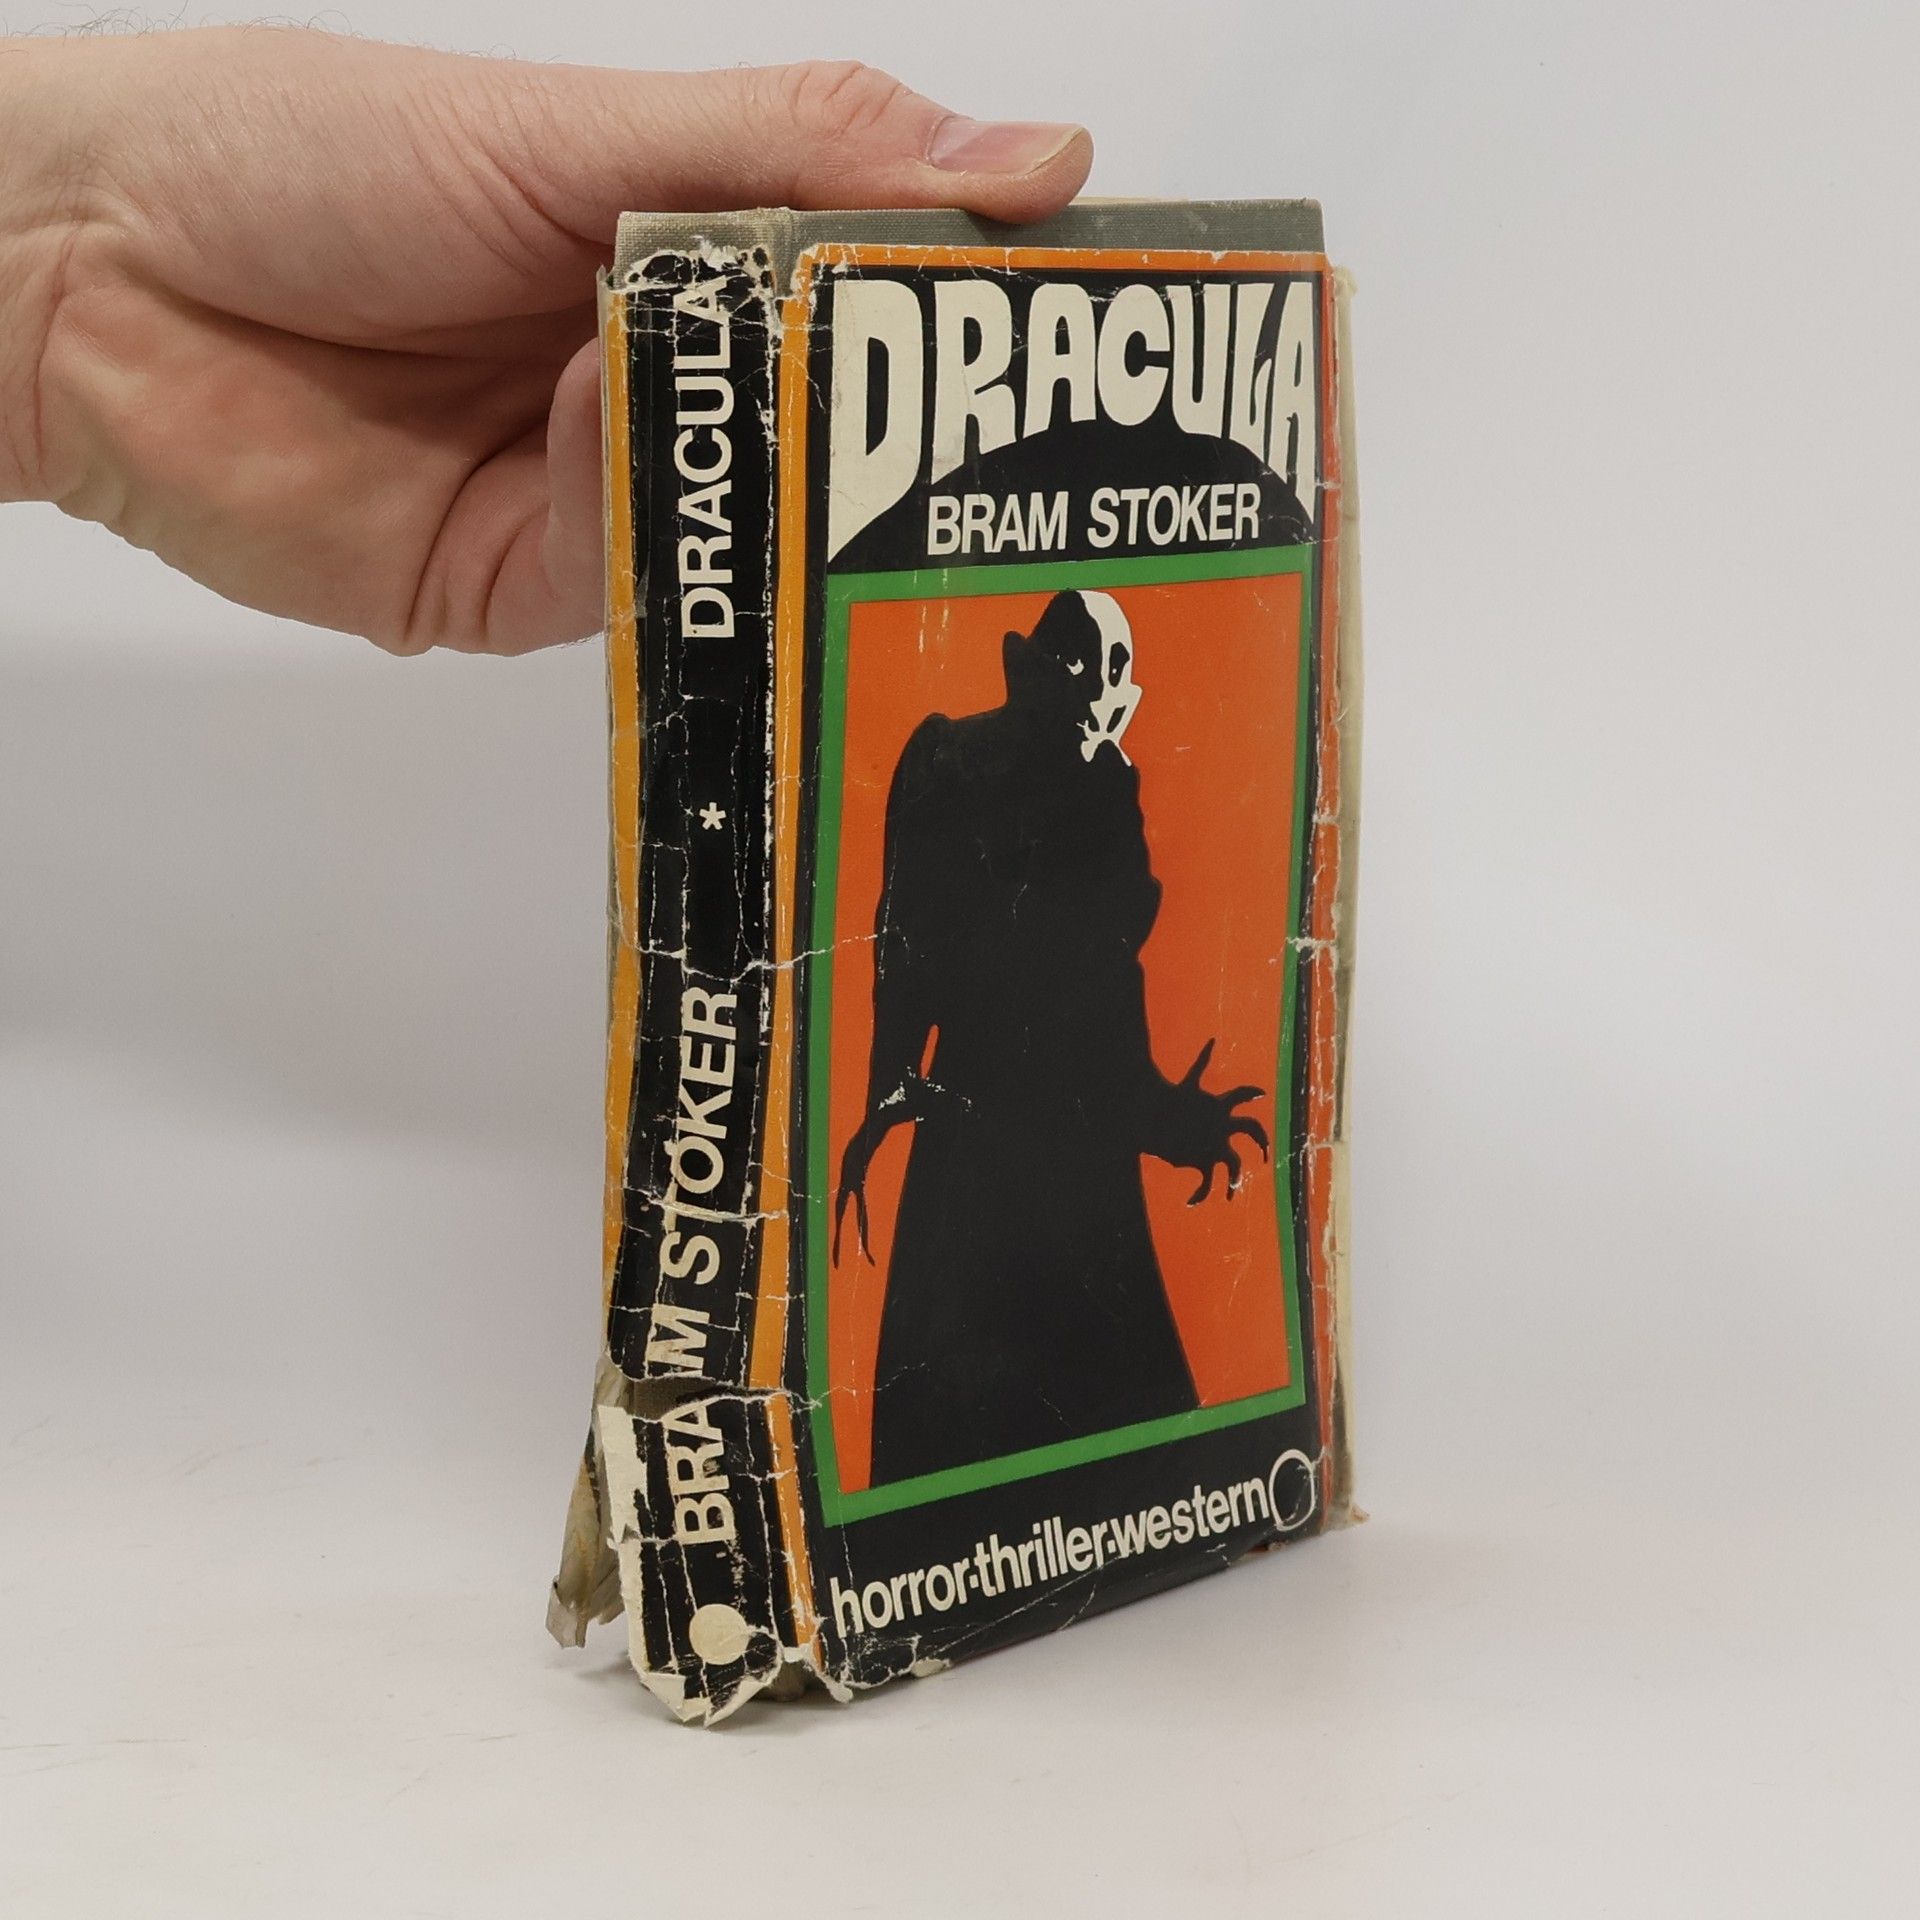 DRACULA
BRAM STOKER
horror-thriller-western
BRAM STOKER * DRACULA